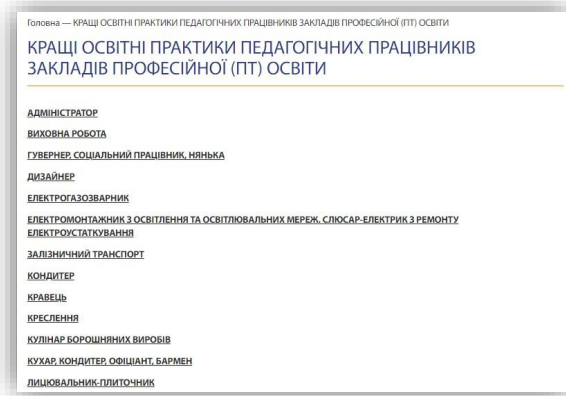 Головна — КРАЩІ ОСВІТНІ ПРАКТИКИ ПЕДАГОГІЧНИХ ПРАЦІВНИКІВ ЗАКЛАДІВ ПРОФЕСІЙНОЇ (ПТ) ОСВІТИ
КРАЩІ ОСВІТНІ ПРАКТИКИ ПЕДАГОГІЧНИХ ПРАЦІВНИКІВ
ЗАКЛАДІВ ПРОФЕСІЙНОЇ (ПТ) ОСВІТИ
АДМІНІСТРАТОР
ВИХОВНА РОБОТА
ГУВЕРНЕР, СОЦІАЛЬНИЙ ПРАЦІВНИК, НЯНЬКА
ДИЗАЙНЕР
ЕЛЕКТРОГАЗОЗВАРНИК
ЕЛЕКТРОМОНТАЖНИК З ОСВІТЛЕННЯ ТА ОСВІТЛЮВАЛЬНИХ МЕРЕЖ. СЛЮСАР-ЕЛЕКТРИК З РЕМОНТУ
ЕЛЕКТРОУСТАТКУВАННЯ
ЗАЛІЗНИЧНИЙ ТРАНСПОРТ
КОНДИТЕР
КРАВЕЦЬ
КРЕСЛЕННЯ
КУЛІНАР БОРОШНЯНИХ ВИРОБІВ
КУХАР, КОНДИТЕР, ОФІЦІАНТ, БАРМЕН
ЛИЦЮВАЛЬНИК-ПЛИТОЧНИК